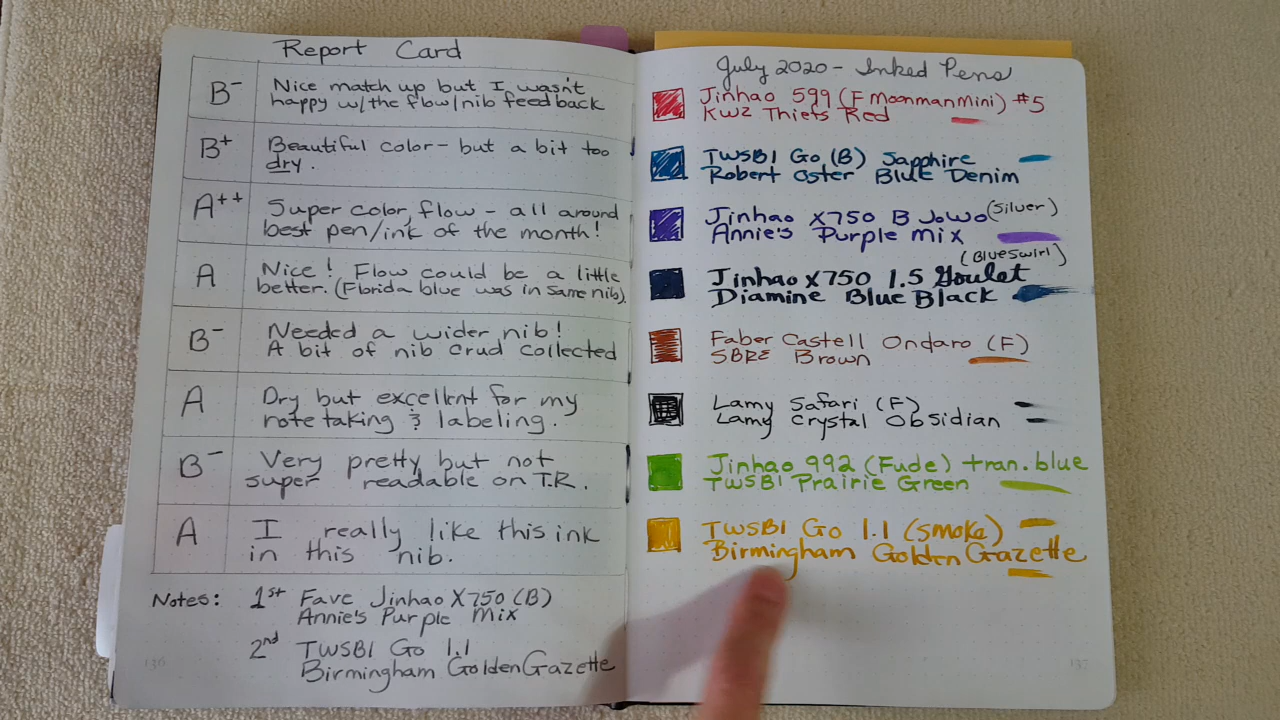 Report Card
B- Nice match up but I wasn't
happy w/the flow/nib feedback
B+ Beautiful color - but a bit too
dry.
A++ Super color, flow - all around
best pen/ink of the month!
A Nice! Flow could be a little
better. (Florida blue was in same nib).
B- Needed a wider nib!
A bit of nib crud collected
A Dry but excellent for my
note taking & labeling.
B- Very pretty but not
super readable on T.R.
A I really like this ink
in this nib.
Notes: 1st Fave Jinhao X750 (B)
Annie's Purple Mix
2nd TWSBI Go 1.1
Birmingham Golden Gazette
136
July 2020 - Inked Pens
Jinhao 599 (F Moonman Mini) #5
KWZ Thiefs Red
TWSBI Go (B) Sapphire
Robert Oster Blue Denim
Jinhao X750 B Jowo (Silver)
Annie's Purple Mix
(Blueswirl)
Jinhao X750 1.5 Goulet
Diamine Blue Black
Faber Castell Ondaro (F)
SBRE Brown
Lamy Safari (F)
Lamy Crystal Obsidian
Jinhao 992 (Fude) tran. blue
TWSBI Prairie Green
TWSBI Go 1.1 (Smoke)
Birmingham Golden Gazette
137